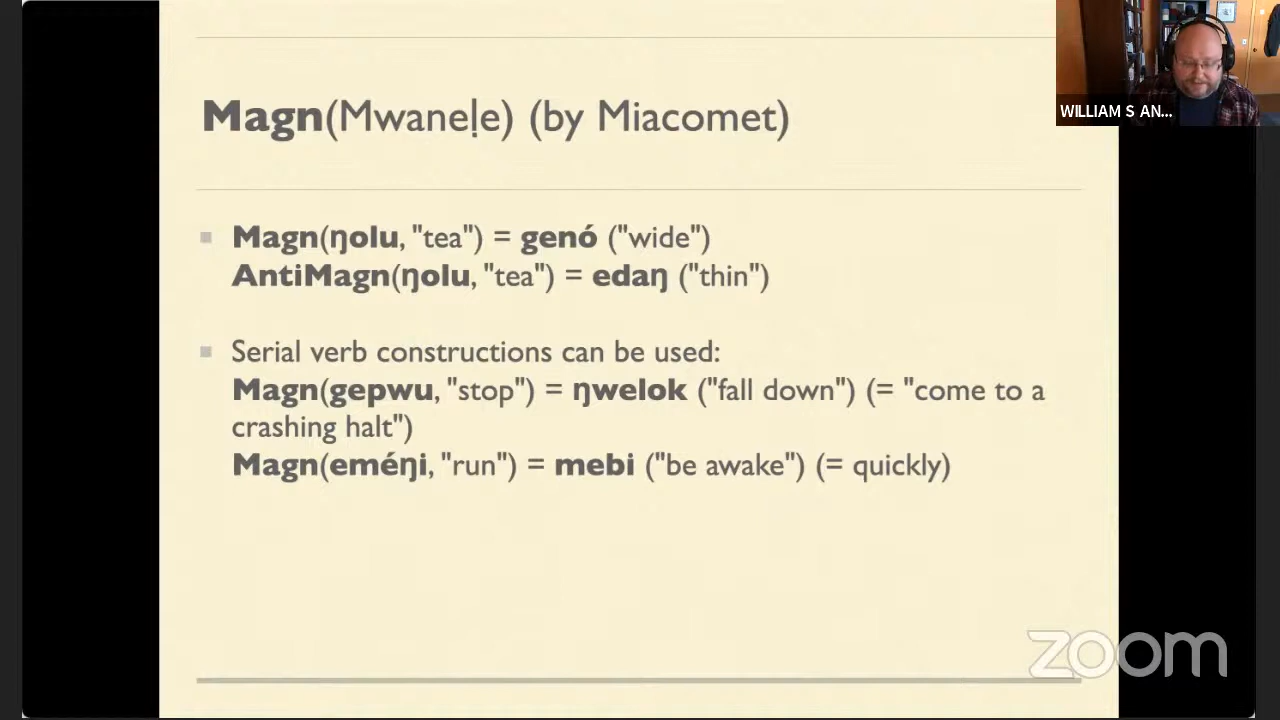 WILLIAM S AN...
Magn(Mwaneḷe) (by Miacomet)
Magn(ŋolu, "tea") = genó ("wide")
AntiMagn(ŋolu, "tea") = edaŋ ("thin")
Serial verb constructions can be used:
Magn(gepwu, "stop") = ŋwelok ("fall down") (= "come to a
crashing halt")
Magn(eméŋi, "run") = mebi ("be awake") (= quickly)
zoom